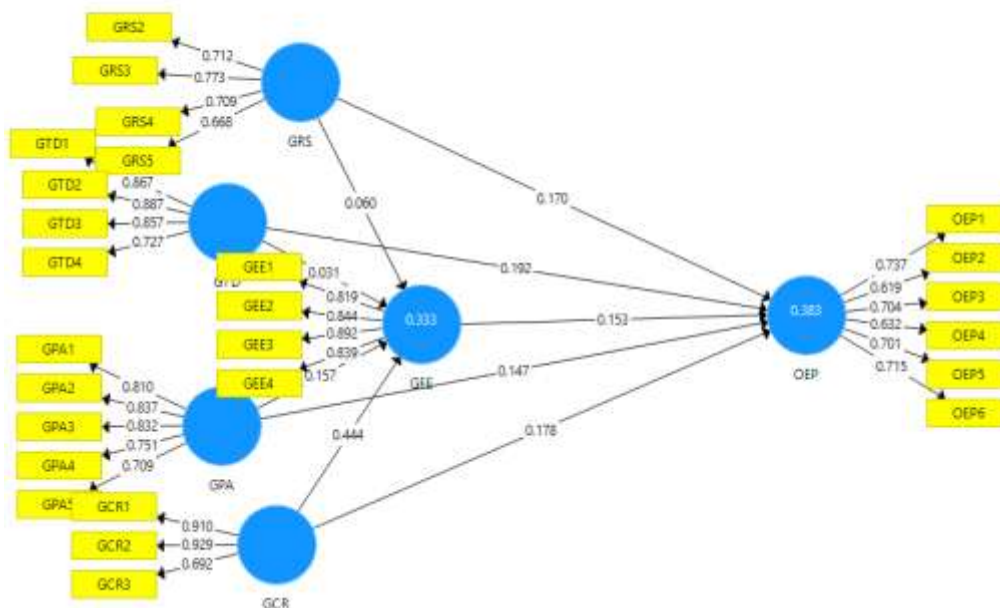 GRS2
0.712
GRS3
0.773
GRS4
0.709
GRS5
0.668
GRS
GTD1
0.867
GTD2
0.887
GTD3
0.857
GTD4
0.727
GTD
0.060
0.170
0.192
0.031
GEE1
0.819
GEE2
0.844
GEE3
0.892
GEE4
0.839
0.333
GEE
0.157
0.153
0.147
0.444
0.178
GPA1
0.810
GPA2
0.837
GPA3
0.832
GPA4
0.751
GPA5
0.709
GPA
GCR1
0.910
GCR2
0.929
GCR3
0.692
GCR
0.383
OEP
OEP1
0.737
OEP2
0.619
OEP3
0.704
OEP4
0.632
OEP5
0.701
OEP6
0.715